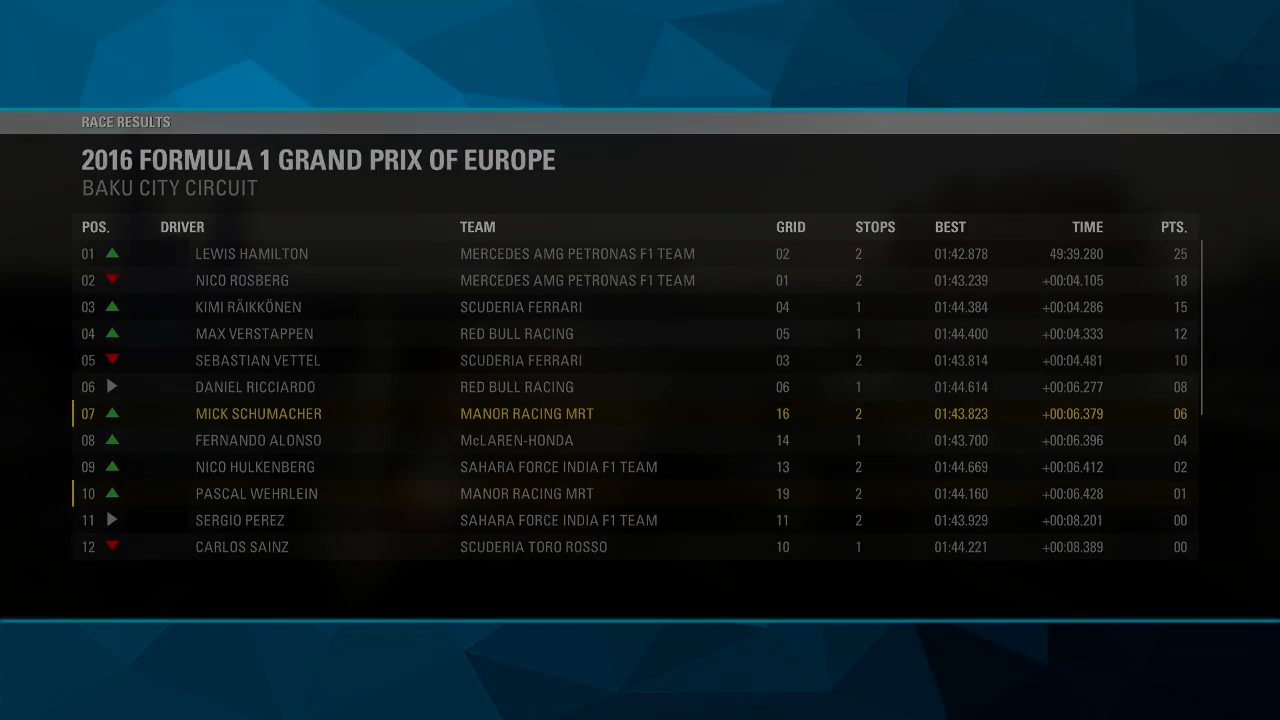 RACE RESULTS
2016 FORMULA 1 GRAND PRIX OF EUROPE
BAKU CITY CIRCUIT
POS. DRIVER TEAM GRID STOPS BEST TIME PTS.
01 LEWIS HAMILTON MERCEDES AMG PETRONAS F1 TEAM 02 2 01:42.878 49:39.280 25
02 NICO ROSBERG MERCEDES AMG PETRONAS F1 TEAM 01 2 01:43.239 +00:04.105 18
03 KIMI RÄIKKÖNEN SCUDERIA FERRARI 04 1 01:44.384 +00:04.286 15
04 MAX VERSTAPPEN RED BULL RACING 05 1 01:44.400 +00:04.333 12
05 SEBASTIAN VETTEL SCUDERIA FERRARI 03 2 01:43.814 +00:04.481 10
06 DANIEL RICCIARDO RED BULL RACING 06 1 01:44.614 +00:06.277 08
07 MICK SCHUMACHER MANOR RACING MRT 16 2 01:43.823 +00:06.379 06
08 FERNANDO ALONSO McLAREN-HONDA 14 1 01:43.700 +00:06.396 04
09 NICO HULKENBERG SAHARA FORCE INDIA F1 TEAM 13 2 01:44.669 +00:06.412 02
10 PASCAL WEHRLEIN MANOR RACING MRT 19 2 01:44.160 +00:06.428 01
11 SERGIO PEREZ SAHARA FORCE INDIA F1 TEAM 11 2 01:43.929 +00:08.201 00
12 CARLOS SAINZ SCUDERIA TORO ROSSO 10 1 01:44.221 +00:08.389 00